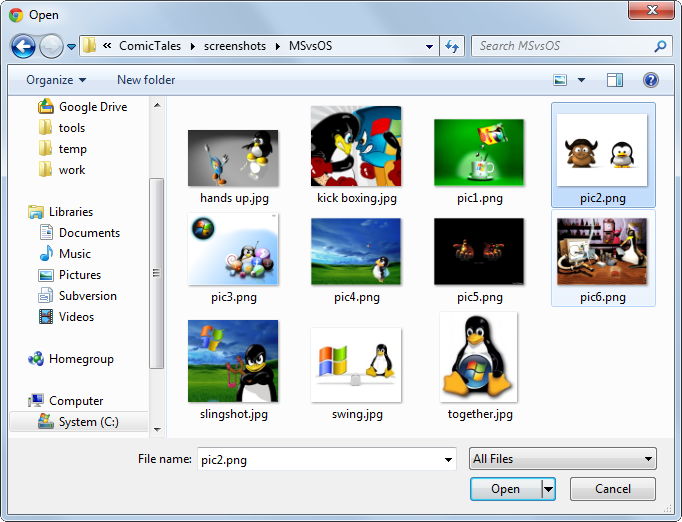 Open
« ComicTales ▸ screenshots ▸ MSvsOS
Search MSvsOS
Organize
New folder
Google Drive
tools
temp
work
Libraries
Documents
Music
Pictures
Subversion
Videos
Homegroup
Computer
System (C:)
hands up.jpg
kick boxing.jpg
pic1.png
pic2.png
pic3.png
pic4.png
pic5.png
pic6.png
slingshot.jpg
swing.jpg
together.jpg
File name: pic2.png
All Files
Open
Cancel